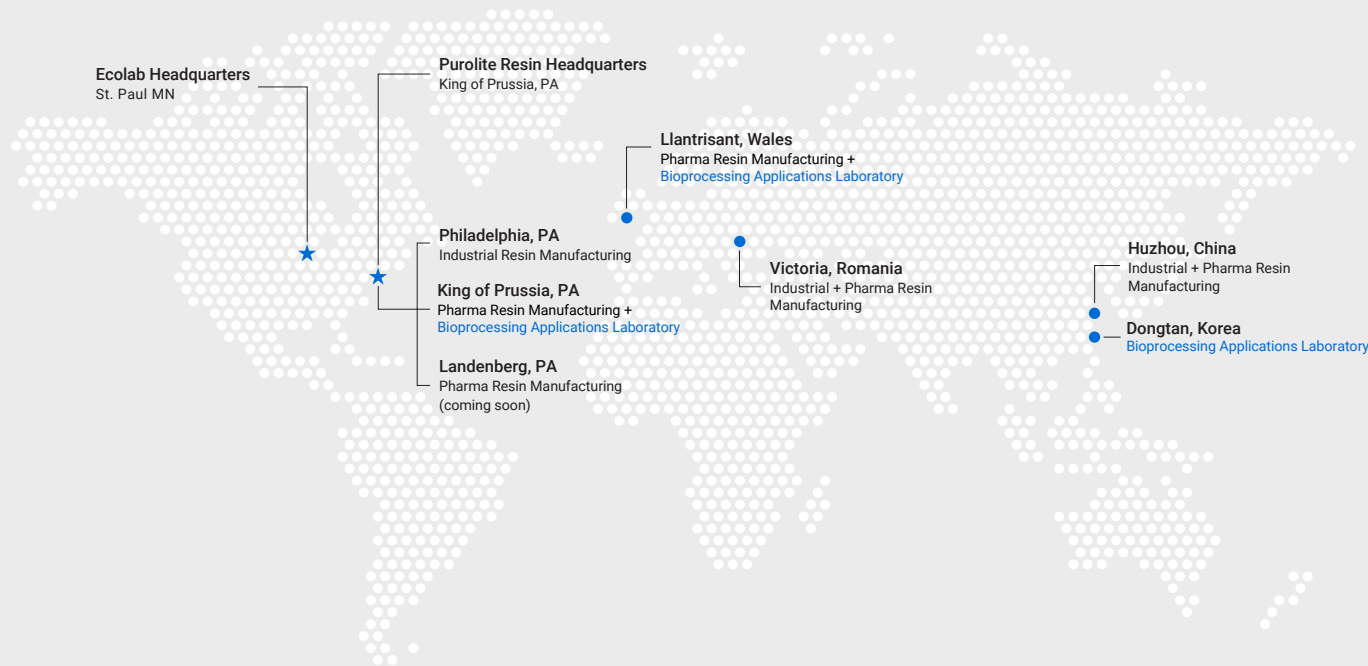 Ecolab Headquarters
St. Paul MN
Purolite Resin Headquarters
King of Prussia, PA
Llantrisant, Wales
Pharma Resin Manufacturing +
Bioprocessing Applications Laboratory
Philadelphia, PA
Industrial Resin Manufacturing
King of Prussia, PA
Pharma Resin Manufacturing +
Bioprocessing Applications Laboratory
Landenberg, PA
Pharma Resin Manufacturing
(coming soon)
Victoria, Romania
Industrial + Pharma Resin
Manufacturing
Huzhou, China
Industrial + Pharma Resin
Manufacturing
Dongtan, Korea
Bioprocessing Applications Laboratory